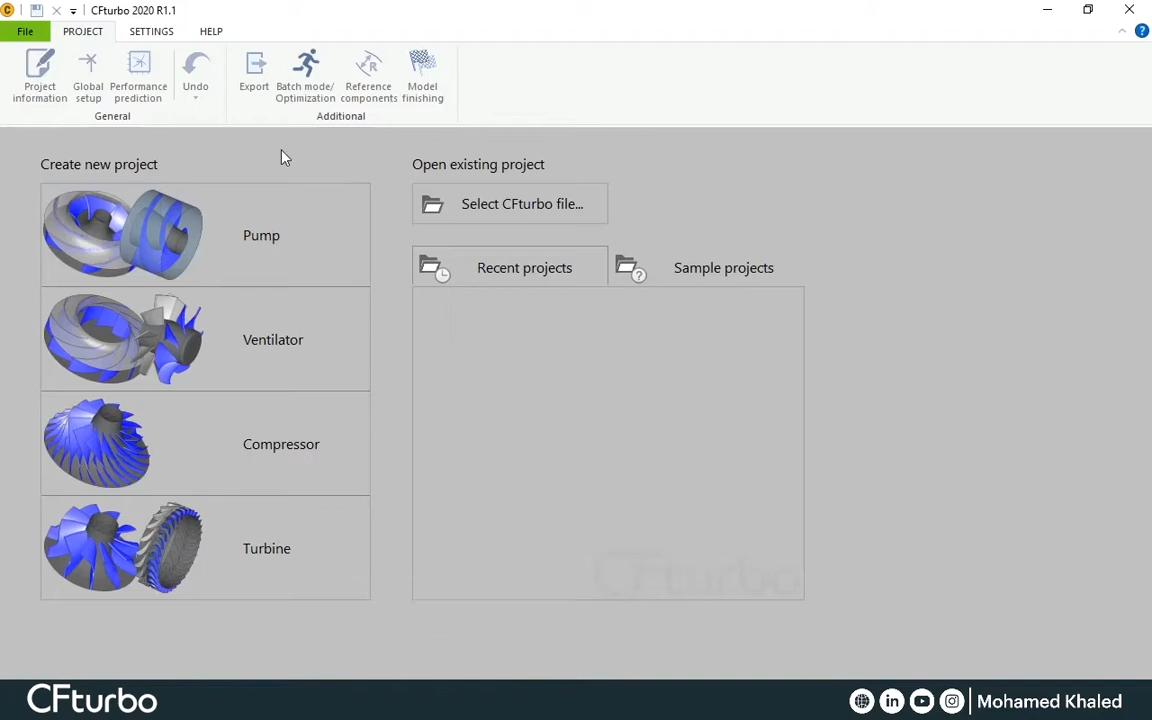 CFturbo 2020 R1.1
File PROJECT SETTINGS HELP
Project information
Global setup
Performance prediction
Undo
Export
Batch mode/ Optimization
Reference components
Model finishing
General
Additional
Create new project
Pump
Ventilator
Compressor
Turbine
Open existing project
Select CFturbo file...
Recent projects
Sample projects
CFturbo
CFturbo
Mohamed Khaled